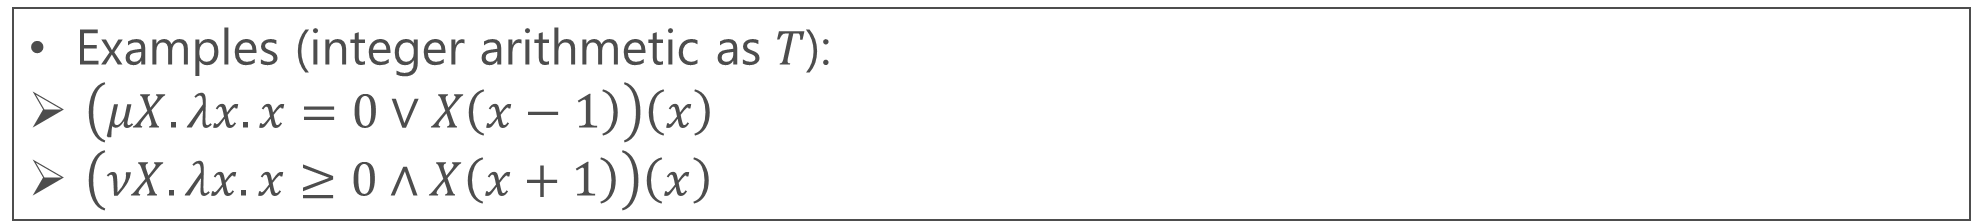 • Examples (integer arithmetic as 𝑇):
➢ (𝜇𝑋. 𝜆𝑥. 𝑥 = 0 ∨ 𝑋(𝑥 − 1))(𝑥)
➢ (𝜈𝑋. 𝜆𝑥. 𝑥 ≥ 0 ∧ 𝑋(𝑥 + 1))(𝑥)